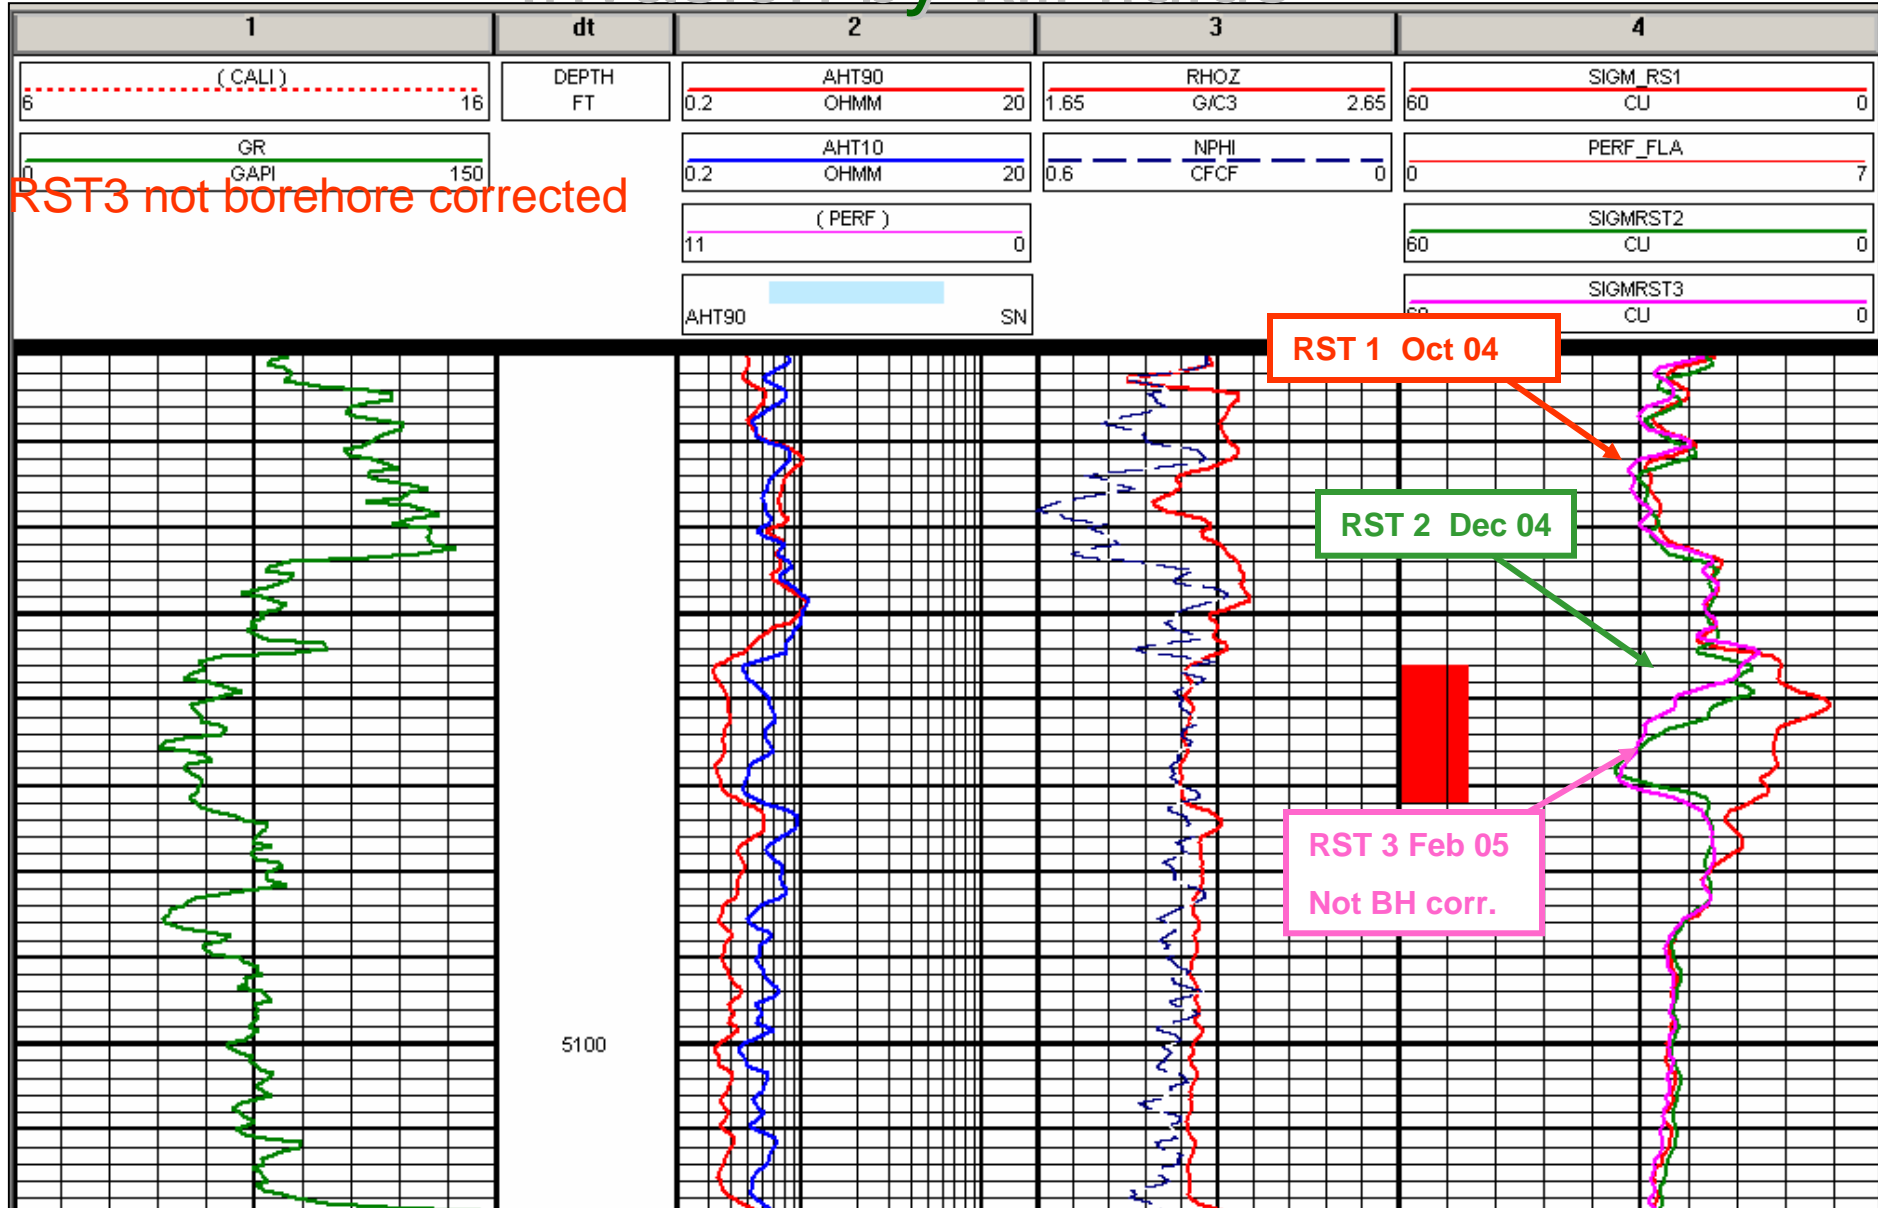 by
1 dt 2 3 4
( CALI )
6 16
GR
0 GAPI 150
DEPTH
FT
AHT90
0.2 OHMM 20
AHT10
0.2 OHMM 20
( PERF )
11 0
AHT90 SN
RHOZ
1.65 G/C3 2.65
NPHI
0.6 CFCF 0
SIGM_RS1
60 CU 0
PERF_FLA
0 7
SIGMRST2
60 CU 0
SIGMRST3
60 CU 0
RST3 not borehore corrected
RST 1 Oct 04
RST 2 Dec 04
RST 3 Feb 05
Not BH corr.
5100